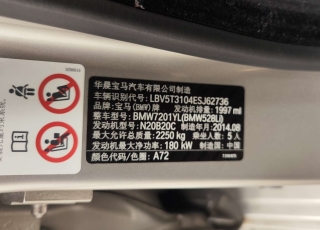 华晨宝马汽车有限公司制造
车辆识别代号: LBV5T3104ESJ62736
品牌: 宝马(BMW)牌 发动机排量: 1997 ml
整车型号: BMW7201YL(BMW528Li)
发动机型号: N20B20C 制造年月: 2014.08
最大允许总质量: 2250 kg 乘坐人数: 5 人
发动机最大净功率: 180 kW 制造国: 中国
颜色代码/色圈: C A72